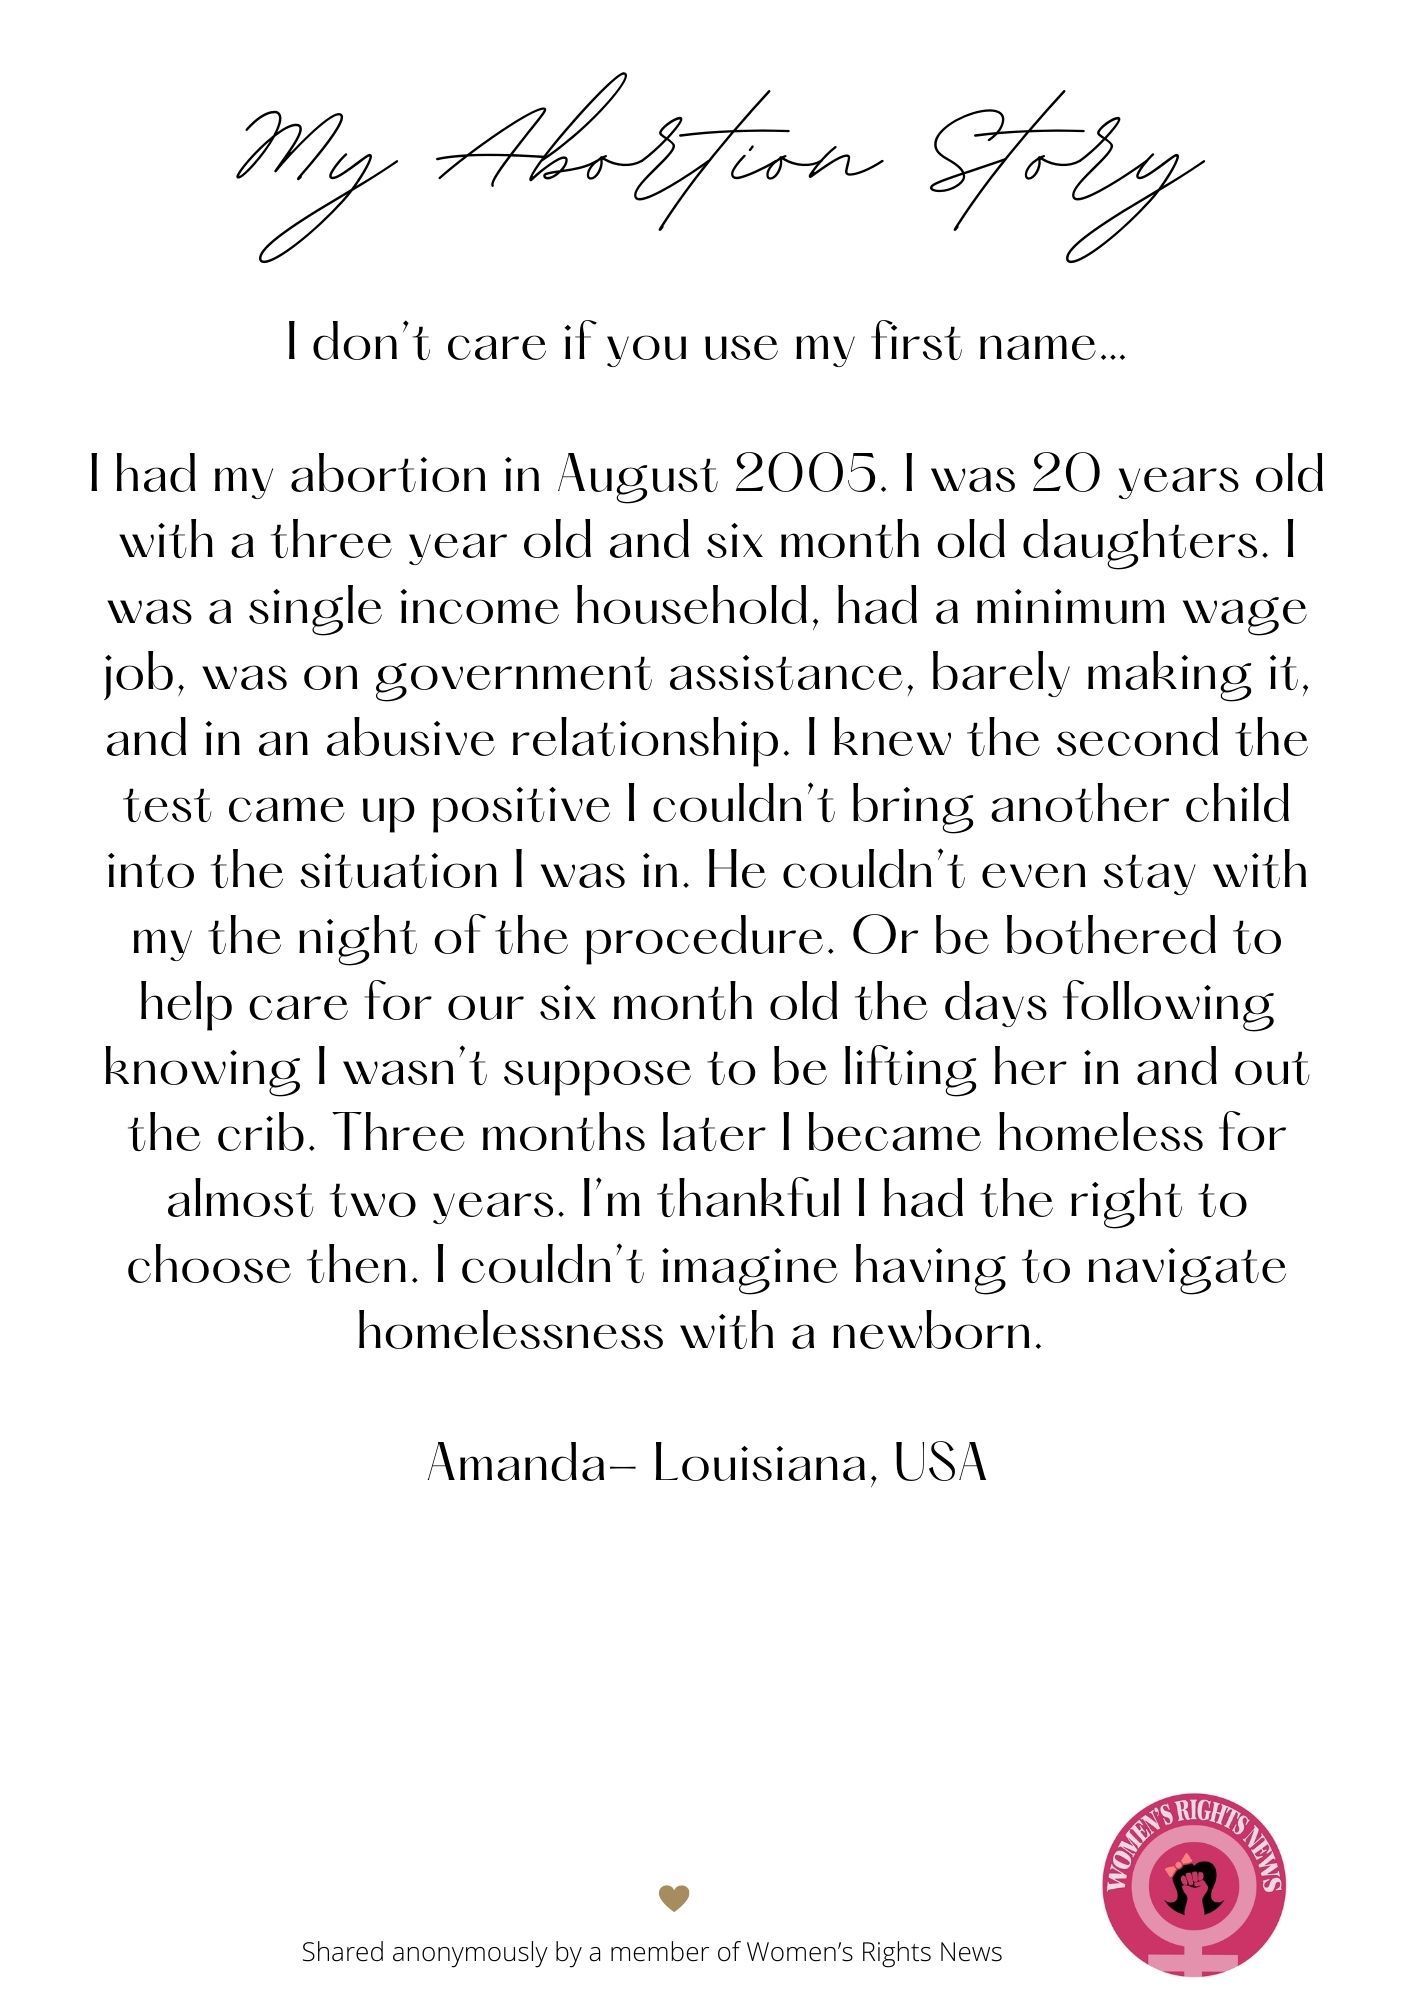 My Abortion Story
I don't care if you use my first name...
I had my abortion in August 2005. I was 20 years old
with a three year old and six month old daughters. I
was a single income household, had a minimum wage
job, was on government assistance, barely making it,
and in an abusive relationship. I knew the second the
test came up positive I couldn't bring another child
into the situation I was in. He couldn't even stay with
my the night of the procedure. Or be bothered to
help care for our six month old the days following
knowing I wasn't suppose to be lifting her in and out
the crib. Three months later I became homeless for
almost two years. I'm thankful I had the right to
choose then. I couldn't imagine having to navigate
homelessness with a newborn.
Amanda– Louisiana, USA
WOMEN'S RIGHTS NEWS
Shared anonymously by a member of Women's Rights News